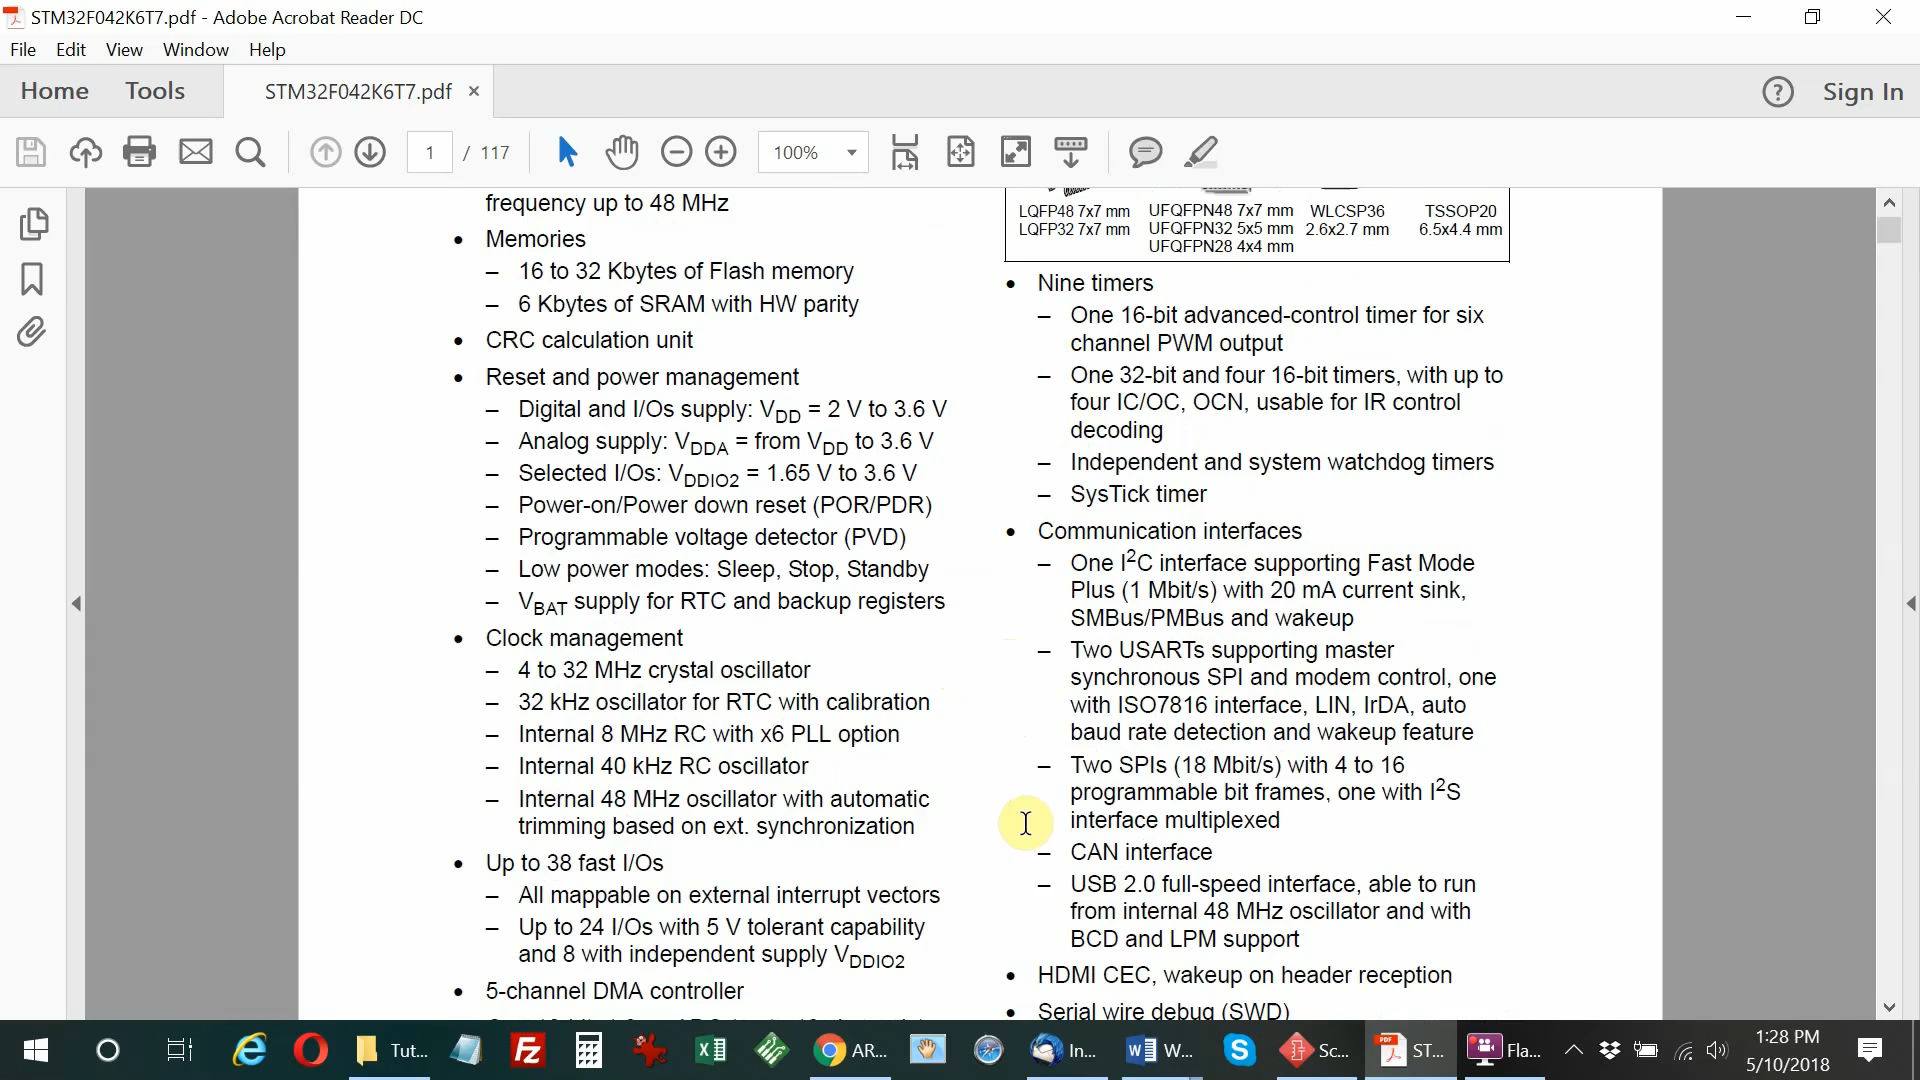 STM32F042K6T7.pdf - Adobe Acrobat Reader DC
File Edit View Window Help
Home Tools STM32F042K6T7.pdf × ? Sign In
1 / 117 100%
frequency up to 48 MHz
• Memories
– 16 to 32 Kbytes of Flash memory
– 6 Kbytes of SRAM with HW parity
• CRC calculation unit
• Reset and power management
– Digital and I/Os supply: VDD = 2 V to 3.6 V
– Analog supply: VDDA = from VDD to 3.6 V
– Selected I/Os: VDDIO2 = 1.65 V to 3.6 V
– Power-on/Power down reset (POR/PDR)
– Programmable voltage detector (PVD)
– Low power modes: Sleep, Stop, Standby
– VBAT supply for RTC and backup registers
• Clock management
– 4 to 32 MHz crystal oscillator
– 32 kHz oscillator for RTC with calibration
– Internal 8 MHz RC with x6 PLL option
– Internal 40 kHz RC oscillator
– Internal 48 MHz oscillator with automatic
trimming based on ext. synchronization
• Up to 38 fast I/Os
– All mappable on external interrupt vectors
– Up to 24 I/Os with 5 V tolerant capability
and 8 with independent supply VDDIO2
• 5-channel DMA controller
LQFP48 7x7 mm UFQFPN48 7x7 mm WLCSP36 TSSOP20
LQFP32 7x7 mm UFQFPN32 5x5 mm 2.6x2.7 mm 6.5x4.4 mm
UFQFPN28 4x4 mm
• Nine timers
– One 16-bit advanced-control timer for six
channel PWM output
– One 32-bit and four 16-bit timers, with up to
four IC/OC, OCN, usable for IR control
decoding
– Independent and system watchdog timers
– SysTick timer
• Communication interfaces
– One I²C interface supporting Fast Mode
Plus (1 Mbit/s) with 20 mA current sink,
SMBus/PMBus and wakeup
– Two USARTs supporting master
synchronous SPI and modem control, one
with ISO7816 interface, LIN, IrDA, auto
baud rate detection and wakeup feature
– Two SPIs (18 Mbit/s) with 4 to 16
programmable bit frames, one with I²S
interface multiplexed
– CAN interface
– USB 2.0 full-speed interface, able to run
from internal 48 MHz oscillator and with
BCD and LPM support
• HDMI CEC, wakeup on header reception
• Serial wire debug (SWD)
Tut... AR... In... W... Sc... ST... Fla... 1:28 PM
5/10/2018